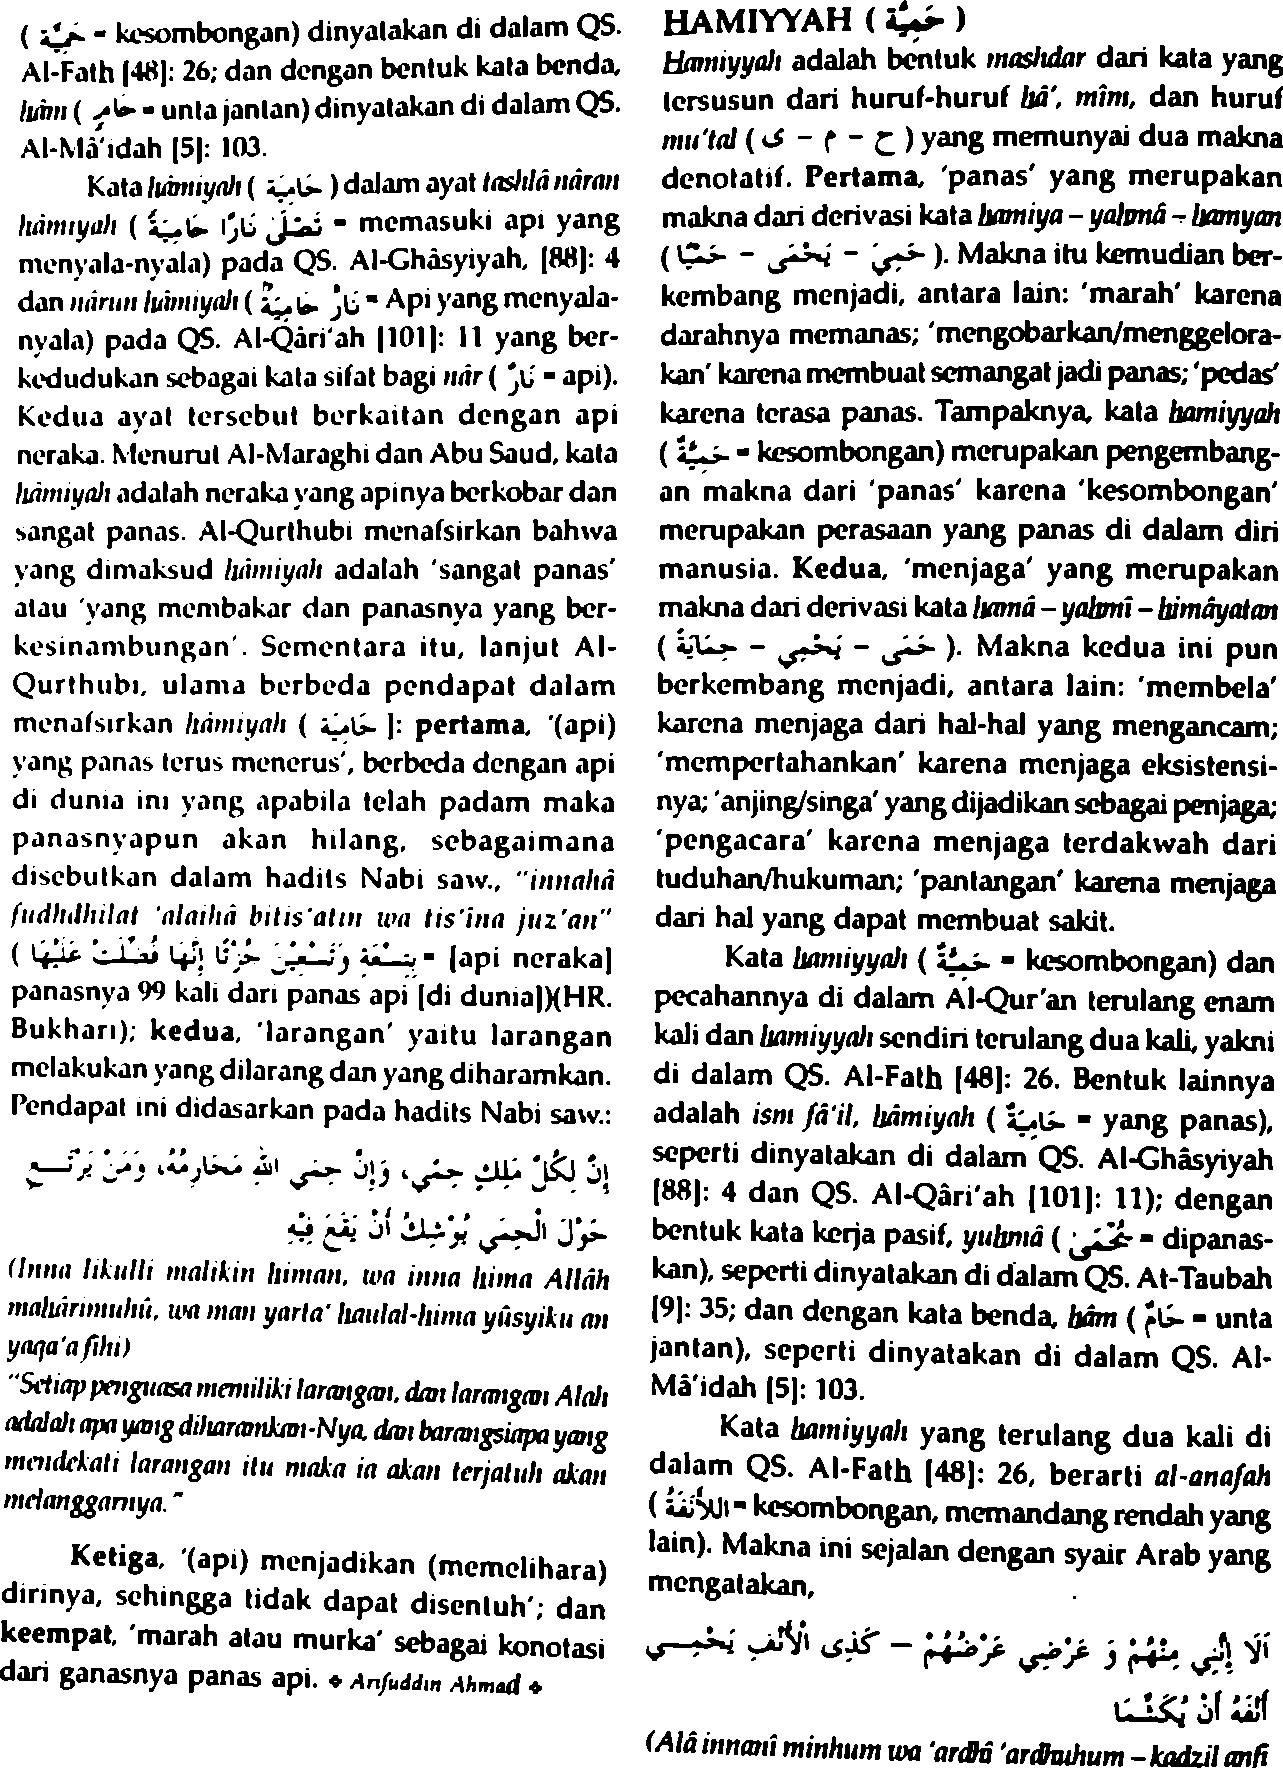 ( حَمِيَّة = kesombongan) dinyatakan di dalam QS.
Al-Fath [48]: 26; dan dengan bentuk kata benda,
hâm ( حَامٍ = unta jantan) dinyatakan di dalam QS.
Al-Mâ'idah [5]: 103.
Kata hâmiyah ( حَامِيَة ) dalam ayat tashlâ nâran
hâmiyah ( تَصْلَى نَارًا حَامِيَةً = memasuki api yang
menyala-nyala) pada QS. Al-Ghâsyiyah, [88]: 4
dan nârun hâmiyah ( نَارٌ حَامِيَةٌ = Api yang menyala-
nyala) pada QS. Al-Qâri'ah [101]: 11 yang ber-
kedudukan sebagai kata sifat bagi nâr ( نَارٌ = api).
Kedua ayat tersebut berkaitan dengan api
neraka. Menurut Al-Maraghi dan Abu Saud, kata
hâmiyah adalah neraka yang apinya berkobar dan
sangat panas. Al-Qurthubi menafsirkan bahwa
yang dimaksud hâmiyah adalah 'sangat panas'
atau 'yang membakar dan panasnya yang ber-
kesinambungan'. Sementara itu, lanjut Al-
Qurthubi, ulama berbeda pendapat dalam
menafsirkan hâmiyah ( حَامِيَة ]: pertama, '(api)
yang panas terus menerus', berbeda dengan api
di dunia ini yang apabila telah padam maka
panasnyapun akan hilang, sebagaimana
disebutkan dalam hadits Nabi saw., "innahâ
fudhdhilat 'alaihâ bitis'atin wa tis'îna juz'an"
( بِتِسْعَةٍ وَتِسْعِيْنَ جُزْءًا إِنَّهَا فُضِّلَتْ عَلَيْهَا = [api neraka]
panasnya 99 kali dari panas api [di dunia])(HR.
Bukhari); kedua, 'larangan' yaitu larangan
melakukan yang dilarang dan yang diharamkan.
Pendapat ini didasarkan pada hadits Nabi saw.:
إِنَّ لِكُلِّ مَلِكٍ حِمًى، وَإِنَّ حِمَى اللهِ مَحَارِمُهُ، وَمَنْ يَرْتَـــعِ
حَوْلَ الْحِمَى يُوْشِكُ أَنْ يَقَعَ فِيْهِ
(Inna likulli malikin himan, wa inna hima Allâh
mahârimuhû, wa man yarta' haulal-hima yûsyiku an
yaqa'a fîhi)
"Setiap penguasa memiliki larangan, dan larangan Alah
adalah apa yang diharamkan-Nya, dan barangsiapa yang
mendekati larangan itu maka ia akan terjatuh akan
melanggarnya."
Ketiga, '(api) menjadikan (memelihara)
dirinya, sehingga tidak dapat disentuh'; dan
keempat, 'marah atau murka' sebagai konotasi
dari ganasnya panas api. ❖ Arifuddin Ahmad ❖
HAMIYYAH ( حَمِيَّةٌ )
Hamiyyah adalah bentuk mashdar dari kata yang
tersusun dari huruf-huruf hâ', mîm, dan huruf
mu'tal ( ح – م – ى ) yang memunyai dua makna
denotatif. Pertama, 'panas' yang merupakan
makna dari derivasi kata hamiya – yahmâ – hamyan
( حَمِيَ – يَحْمَى – حَمْيًا ). Makna itu kemudian ber-
kembang menjadi, antara lain: 'marah' karena
darahnya memanas; 'mengobarkan/menggelora-
kan' karena membuat semangat jadi panas; 'pedas'
karena terasa panas. Tampaknya, kata hamiyyah
( حَمِيَّةٌ = kesombongan) merupakan pengembang-
an makna dari 'panas' karena 'kesombongan'
merupakan perasaan yang panas di dalam diri
manusia. Kedua, 'menjaga' yang merupakan
makna dari derivasi kata hamâ – yahmî – himâyatan
( حَمَى – يَحْمِي – حِمَايَةً ). Makna kedua ini pun
berkembang menjadi, antara lain: 'membela'
karena menjaga dari hal-hal yang mengancam;
'mempertahankan' karena menjaga eksistensi-
nya; 'anjing/singa' yang dijadikan sebagai penjaga;
'pengacara' karena menjaga terdakwah dari
tuduhan/hukuman; 'pantangan' karena menjaga
dari hal yang dapat membuat sakit.
Kata hamiyyah ( حَمِيَّةٌ = kesombongan) dan
pecahannya di dalam Al-Qur'an terulang enam
kali dan hamiyyah sendiri terulang dua kali, yakni
di dalam QS. Al-Fath [48]: 26. Bentuk lainnya
adalah ism fâ'il, hâmiyah ( حَامِيَةٌ = yang panas),
seperti dinyatakan di dalam QS. Al-Ghâsyiyah
[88]: 4 dan QS. Al-Qâri'ah [101]: 11); dengan
bentuk kata kerja pasif, yuhmâ ( يُحْمَى = dipanas-
kan), seperti dinyatakan di dalam QS. At-Taubah
[9]: 35; dan dengan kata benda, hâm ( حَامٌ = unta
jantan), seperti dinyatakan di dalam QS. Al-
Mâ'idah [5]: 103.
Kata hamiyyah yang terulang dua kali di
dalam QS. Al-Fath [48]: 26, berarti al-anafah
( اَلأَنَفَةُ = kesombongan, memandang rendah yang
lain). Makna ini sejalan dengan syair Arab yang
mengatakan,
أَلَا إِنَّنِي مِنْهُمْ وَ عَرْضِي عَرْضُهُمْ – كَذِى الْأَنْفِ يَحْمِـــي
أَنْفَهُ أَنْ يُكْشَمَا
(Alâ innanî minhum wa 'ardhî 'ardhuhum – kadzil anfi